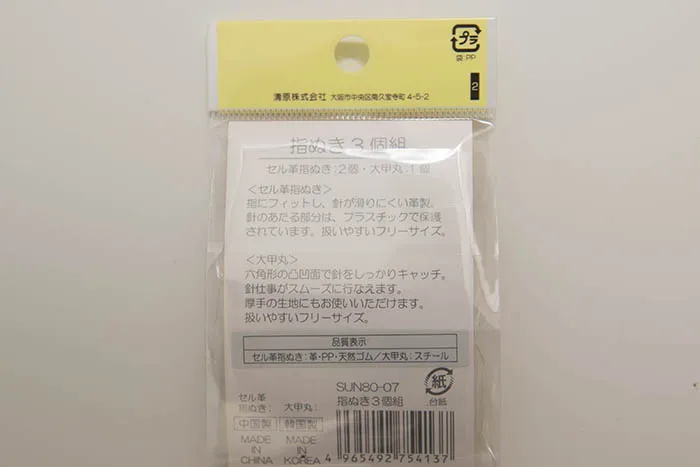 プラ
袋:PP
2
清原株式会社 大阪市中央区南久宝寺町4-5-2
指ぬき3個組
セル革指ぬき:2個・大甲丸:1個
<セル革指ぬき>
指にフィットし、針が滑りにくい革製。
針のあたる部分は、プラスチックで保護
されています。扱いやすいフリーサイズ。
<大甲丸>
六角形の凸凹面で針をしっかりキャッチ。
針仕事がスムーズに行なえます。
厚手の生地にもお使いいただけます。
扱いやすいフリーサイズ。
品質表示
セル革指ぬき:革・PP・天然ゴム/大甲丸:スチール
セル革
指ぬき:
中国製
MADE
IN
CHINA
大甲丸:
韓国製
MADE
IN
KOREA
SUN80-07
指ぬき3個組
紙
台紙
4 965492 754137